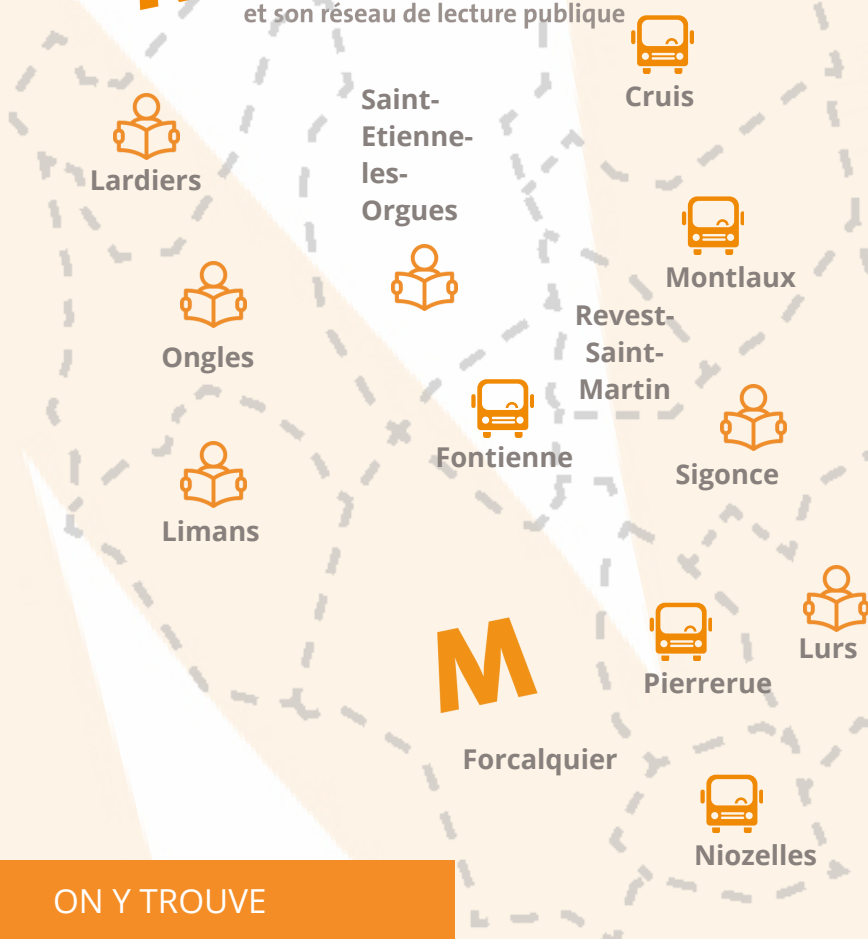 et son réseau de lecture publique
Cruis
Saint-
Etienne-
les-
Orgues
Lardiers
Montlaux
Revest-
Saint-
Martin
Ongles
Fontienne
Sigonce
Limans
Lurs
Pierrerue
M
Forcalquier
Niozelles
ON Y TROUVE